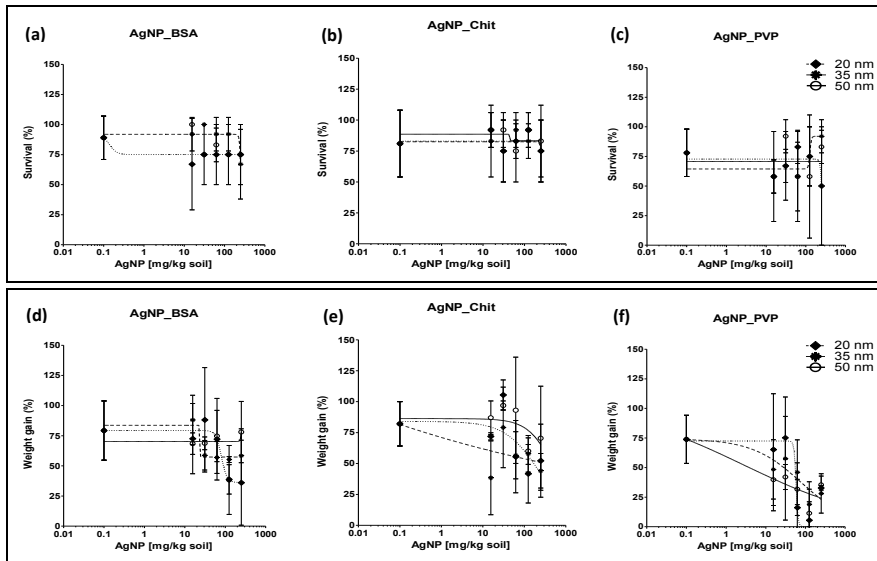 (a) AgNP_BSA
150
125
100
75
50
25
0
Survival (%)
0.01 0.1 1 10 100 1000
AgNP [mg/kg soil]
(b) AgNP_Chit
150
125
100
75
50
25
0
Survival (%)
0.01 0.1 1 10 100 1000
AgNP [mg/kg soil]
(c) AgNP_PVP
20 nm
35 nm
50 nm
150
125
100
75
50
25
0
Survival (%)
0.01 0.1 1 10 100 1000
AgNP [mg/kg soil]
(d) AgNP_BSA
150
125
100
75
50
25
0
Weight gain (%)
0.01 0.1 1 10 100 1000
AgNP [mg/kg soil]
(e) AgNP_Chit
150
125
100
75
50
25
0
Weight gain (%)
0.01 0.1 1 10 100 1000
AgNP [mg/kg soil]
(f) AgNP_PVP
20 nm
35 nm
50 nm
150
125
100
75
50
25
0
Weight gain (%)
0.01 0.1 1 10 100 1000
AgNP [mg/kg soil]